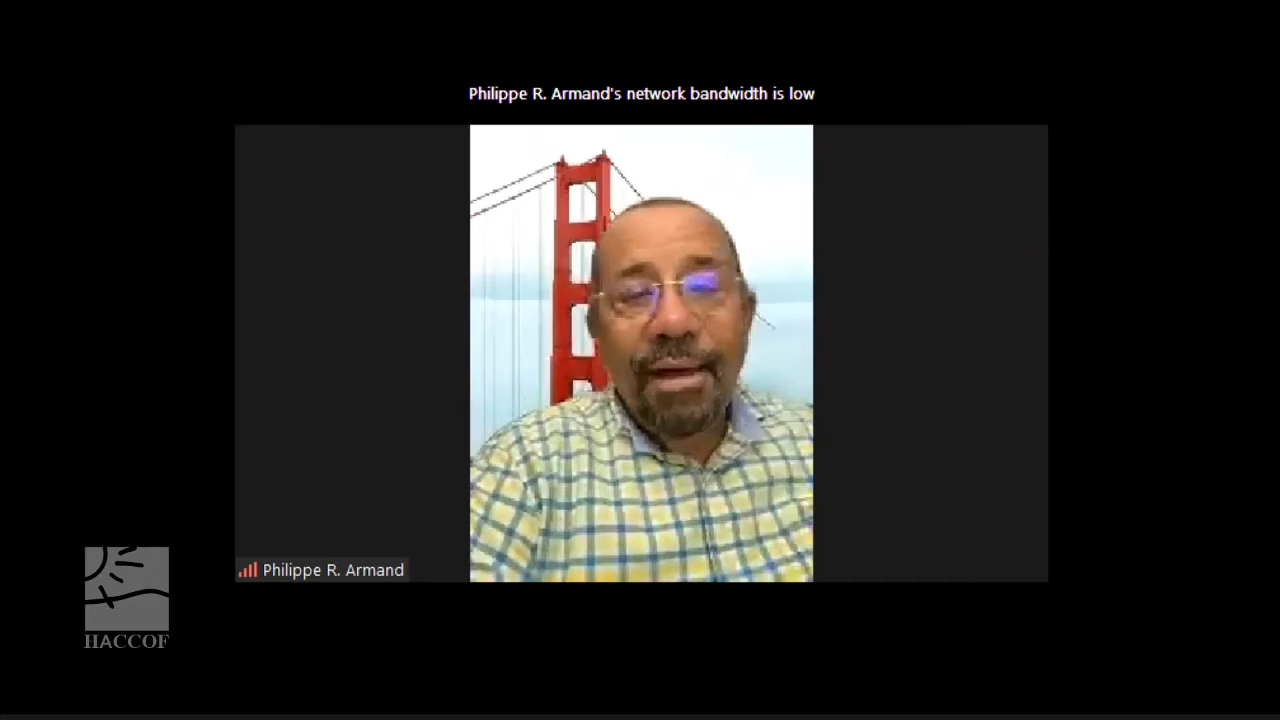 Philippe R. Armand's network bandwidth is low
Philippe R. Armand
HACCOF